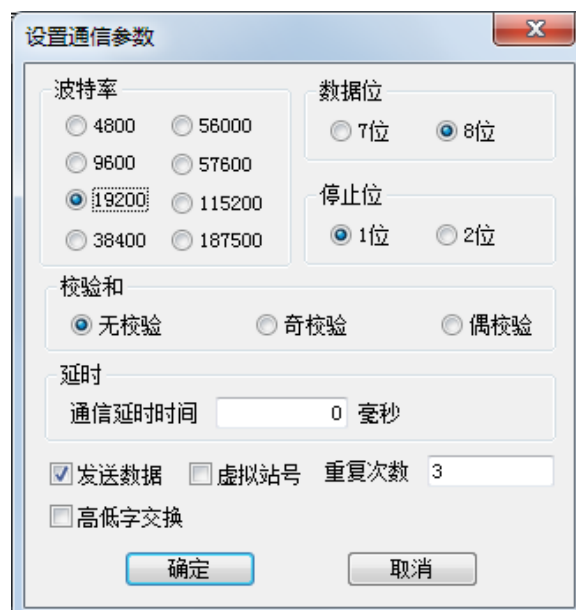 设置通信参数
波特率
数据位
4800
56000
7位
8位
9600
57600
19200
115200
停止位
38400
187500
1位
2位
校验和
无校验
奇校验
偶校验
延时
通信延时时间 0 毫秒
发送数据
虚拟站号
重复次数 3
高低字交换
确定
取消